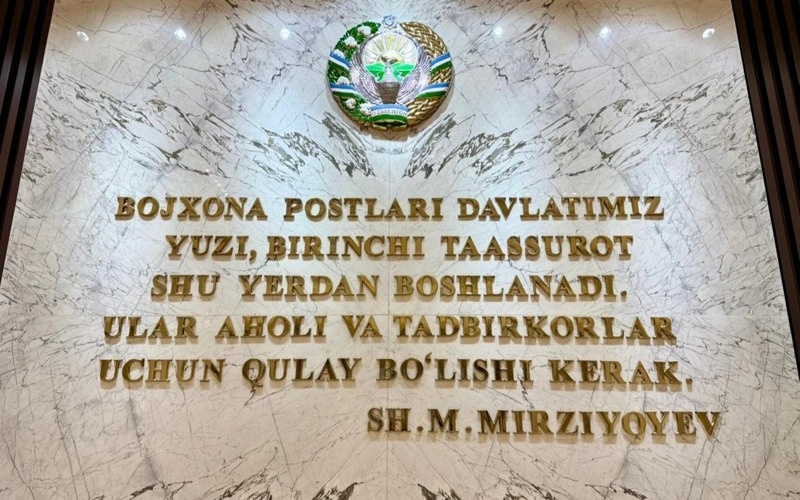 BOJXONA POSTLARI DAVLATIMIZ
YUZI, BIRINCHI TAASSUROT
SHU YERDAN BOSHLANADI.
ULAR AHOLI VA TADBIRKORLAR
UCHUN QULAY BO‘LISHI KERAK.
SH.M.MIRZIYOYEV